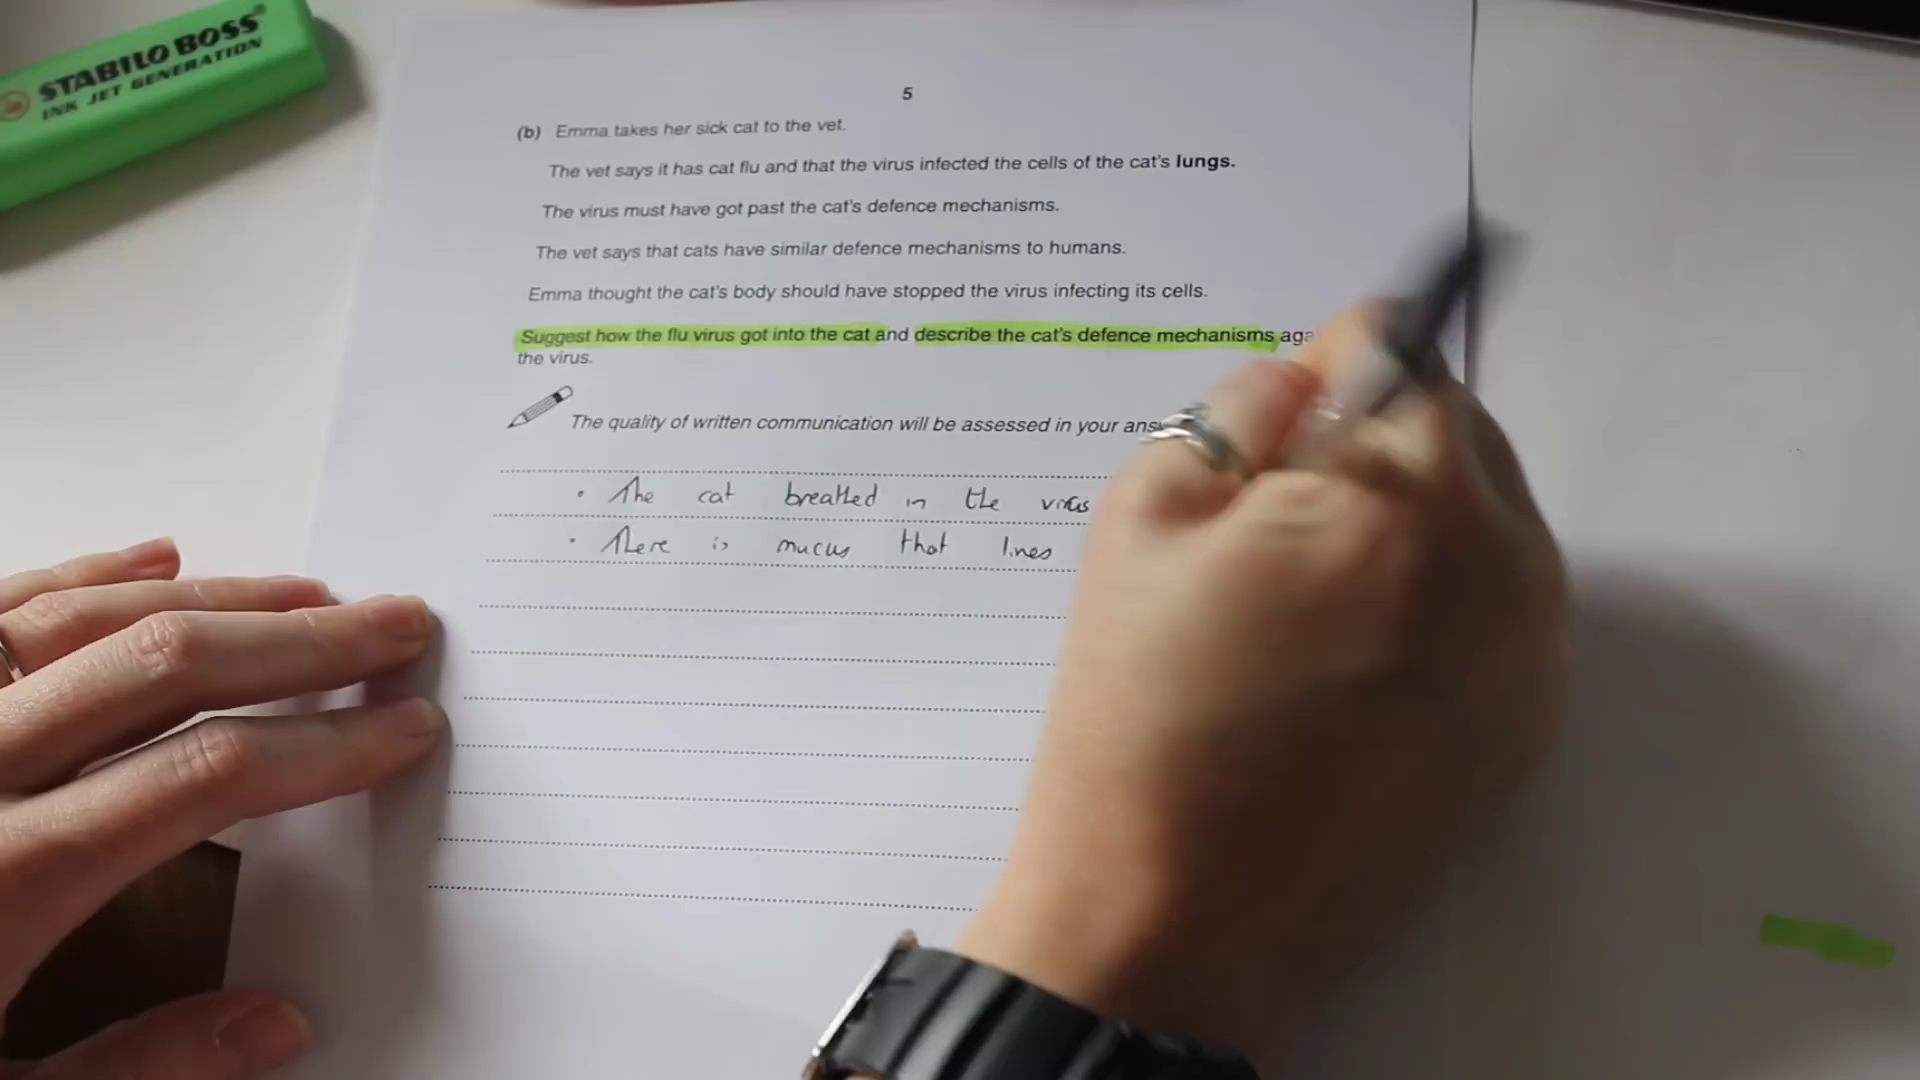 STABILO BOSS®
INK JET GENERATION
5
(b) Emma takes her sick cat to the vet.
The vet says it has cat flu and that the virus infected the cells of the cat's lungs.
The virus must have got past the cat's defence mechanisms.
The vet says that cats have similar defence mechanisms to humans.
Emma thought the cat's body should have stopped the virus infecting its cells.
Suggest how the flu virus got into the cat and describe the cat's defence mechanisms aga
the virus.
The quality of written communication will be assessed in your ans
• The cat breathed in the virus
• There is mucus that lines